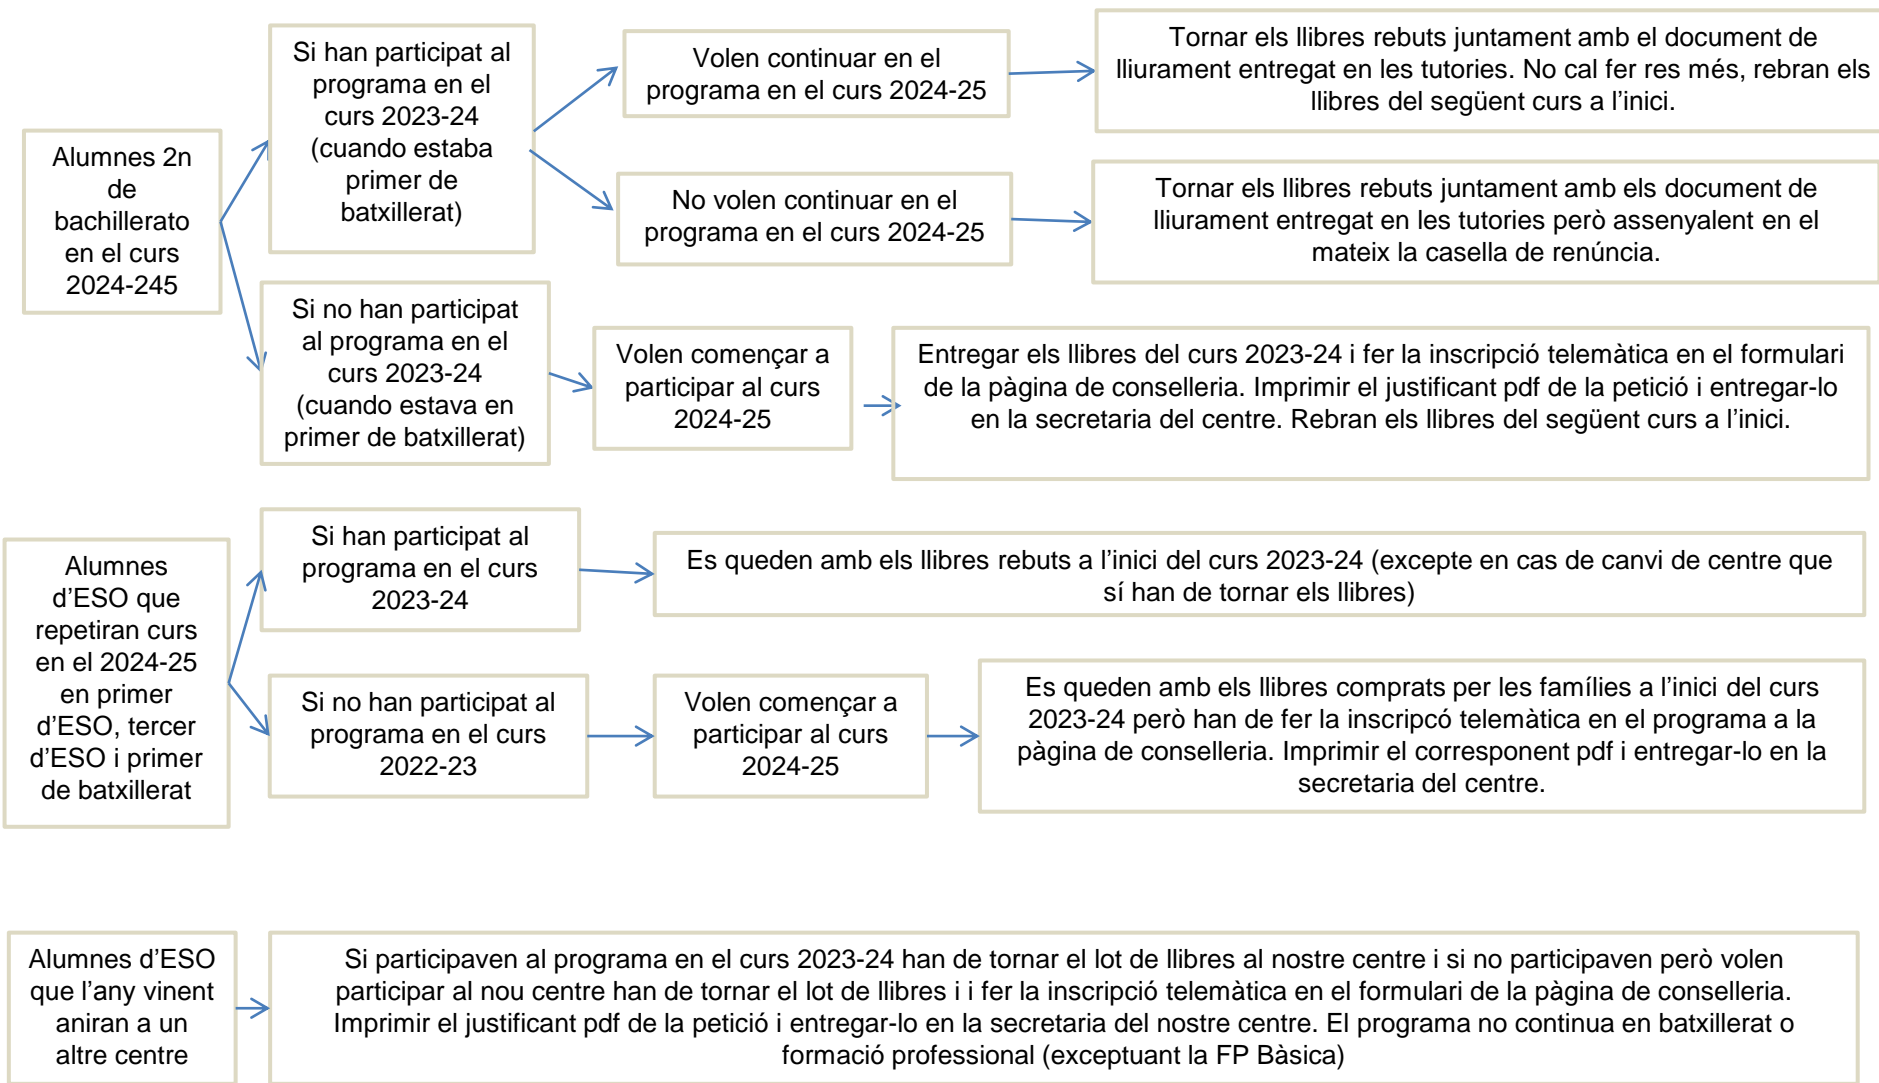 Alumnes 2n
de
bachillerato
en el curs
2024-245
Si han participat al
programa en el
curs 2023-24
(cuando estaba
primer de
batxillerat)
Volen continuar en el
programa en el curs 2024-25
Tornar els llibres rebuts juntament amb el document de
lliurament entregat en les tutories. No cal fer res més, rebran els
llibres del següent curs a l’inici.
No volen continuar en el
programa en el curs 2024-25
Tornar els llibres rebuts juntament amb els document de
lliurament entregat en les tutories però assenyalent en el
mateix la casella de renúncia.
Si no han participat
al programa en el
curs 2023-24
(cuando estava en
primer de batxillerat)
Volen començar a
participar al curs
2024-25
Entregar els llibres del curs 2023-24 i fer la inscripció telemàtica en el formulari
de la pàgina de conselleria. Imprimir el justificant pdf de la petició i entregar-lo
en la secretaria del centre. Rebran els llibres del següent curs a l’inici.
Alumnes
d’ESO que
repetiran curs
en el 2024-25
en primer
d’ESO, tercer
d’ESO i primer
de batxillerat
Si han participat al
programa en el curs
2023-24
Es queden amb els llibres rebuts a l’inici del curs 2023-24 (excepte en cas de canvi de centre que
sí han de tornar els llibres)
Si no han participat al
programa en el curs
2022-23
Volen començar a
participar al curs
2024-25
Es queden amb els llibres comprats per les famílies a l’inici del curs
2023-24 però han de fer la inscripcó telemàtica en el programa a la
pàgina de conselleria. Imprimir el corresponent pdf i entregar-lo en la
secretaria del centre.
Alumnes d’ESO
que l’any vinent
aniran a un
altre centre
Si participaven al programa en el curs 2023-24 han de tornar el lot de llibres al nostre centre i si no participaven però volen
participar al nou centre han de tornar el lot de llibres i i fer la inscripció telemàtica en el formulari de la pàgina de conselleria.
Imprimir el justificant pdf de la petició i entregar-lo en la secretaria del nostre centre. El programa no continua en batxillerat o
formació professional (exceptuant la FP Bàsica)